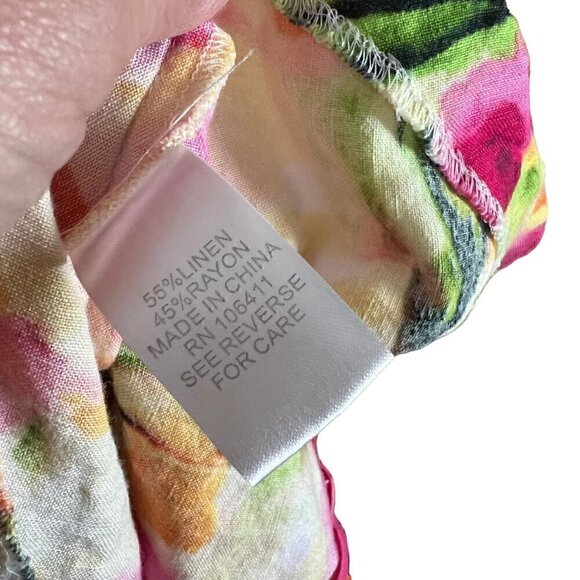 55%LINEN
45%RAYON
MADE IN CHINA
RN 106411
SEE REVERSE
FOR CARE